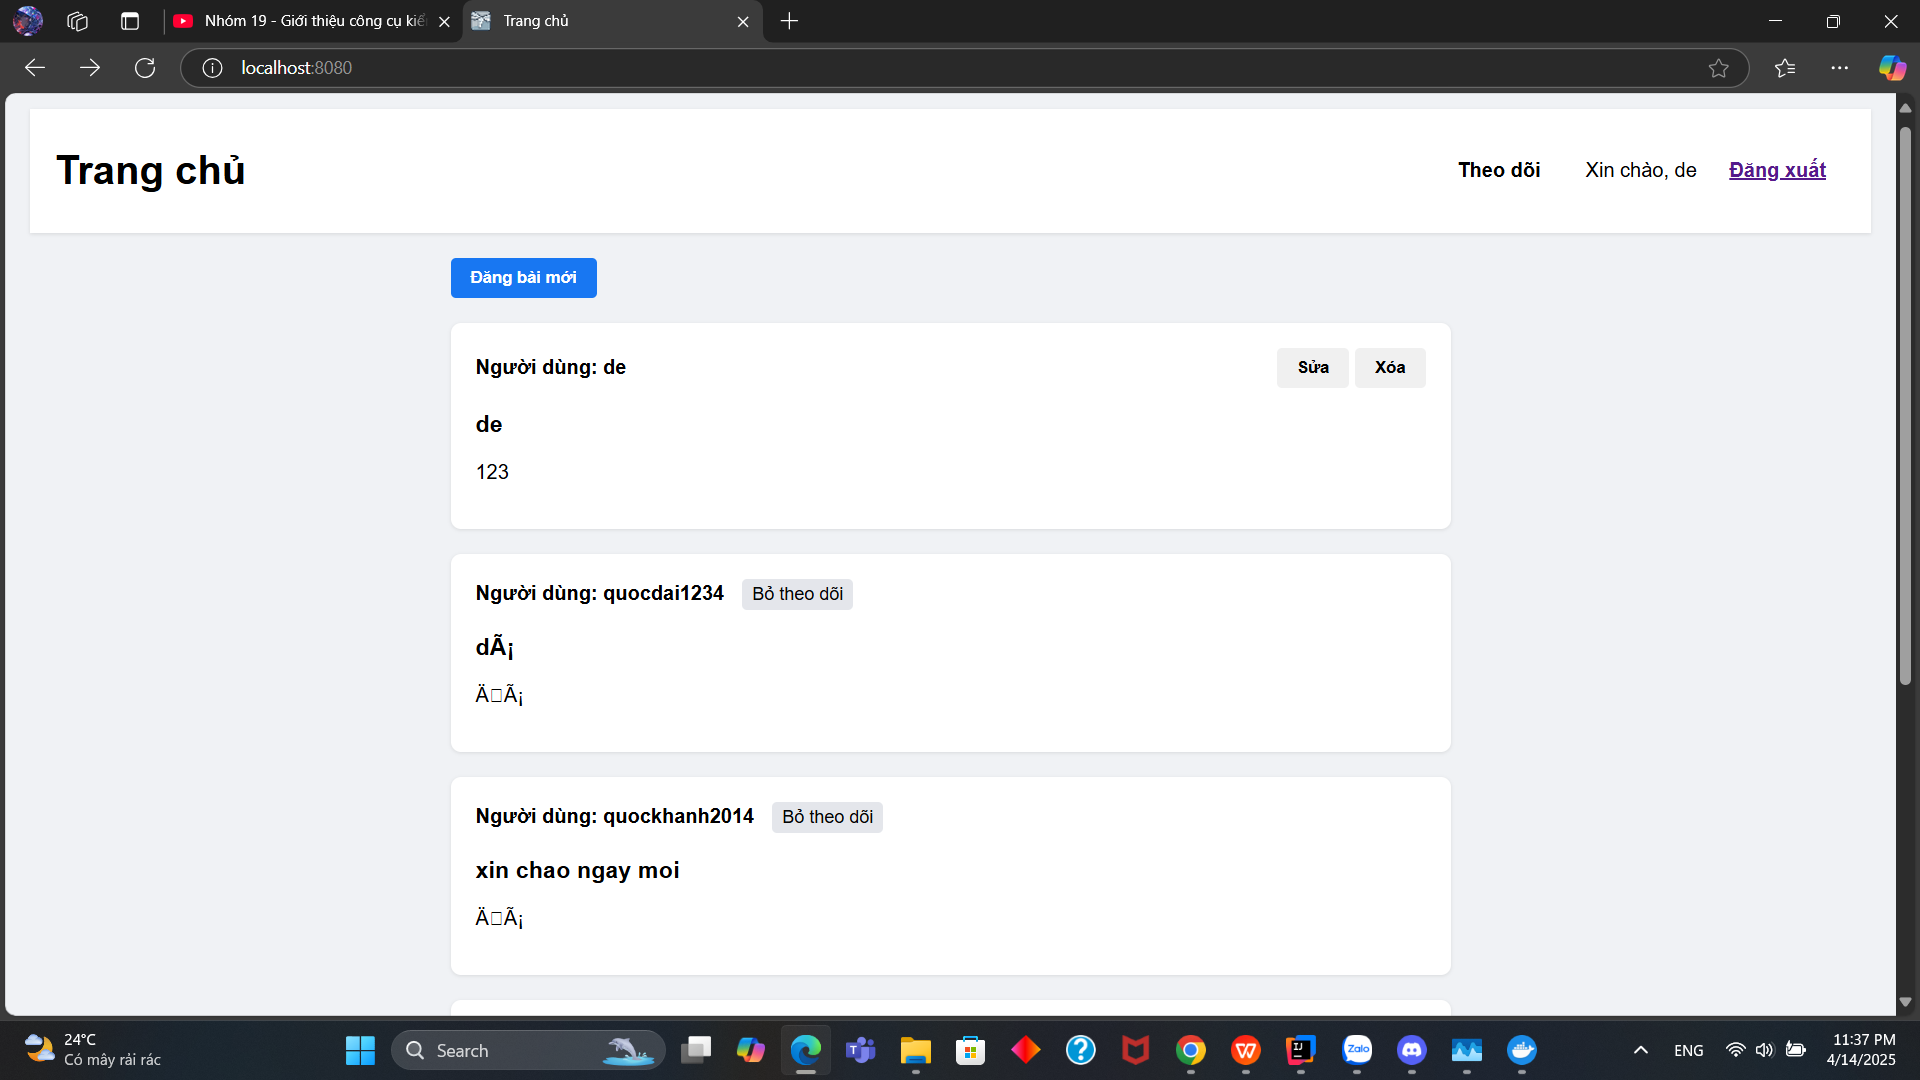 Nhóm 19 - Giới thiệu công cụ kiể
Trang chủ
localhost:8080
Trang chủ
Theo dõi
Xin chào, de
Đăng xuất
Đăng bài mới
Người dùng: de
Sửa
Xóa
de
123
Người dùng: quocdai1234
Bỏ theo dõi
dÃ¡
Ä□Ã¡
Người dùng: quockhanh2014
Bỏ theo dõi
xin chao ngay moi
Ä□Ã¡
24°C
Có mây rải rác
Search
Zalo
ENG
11:37 PM
4/14/2025